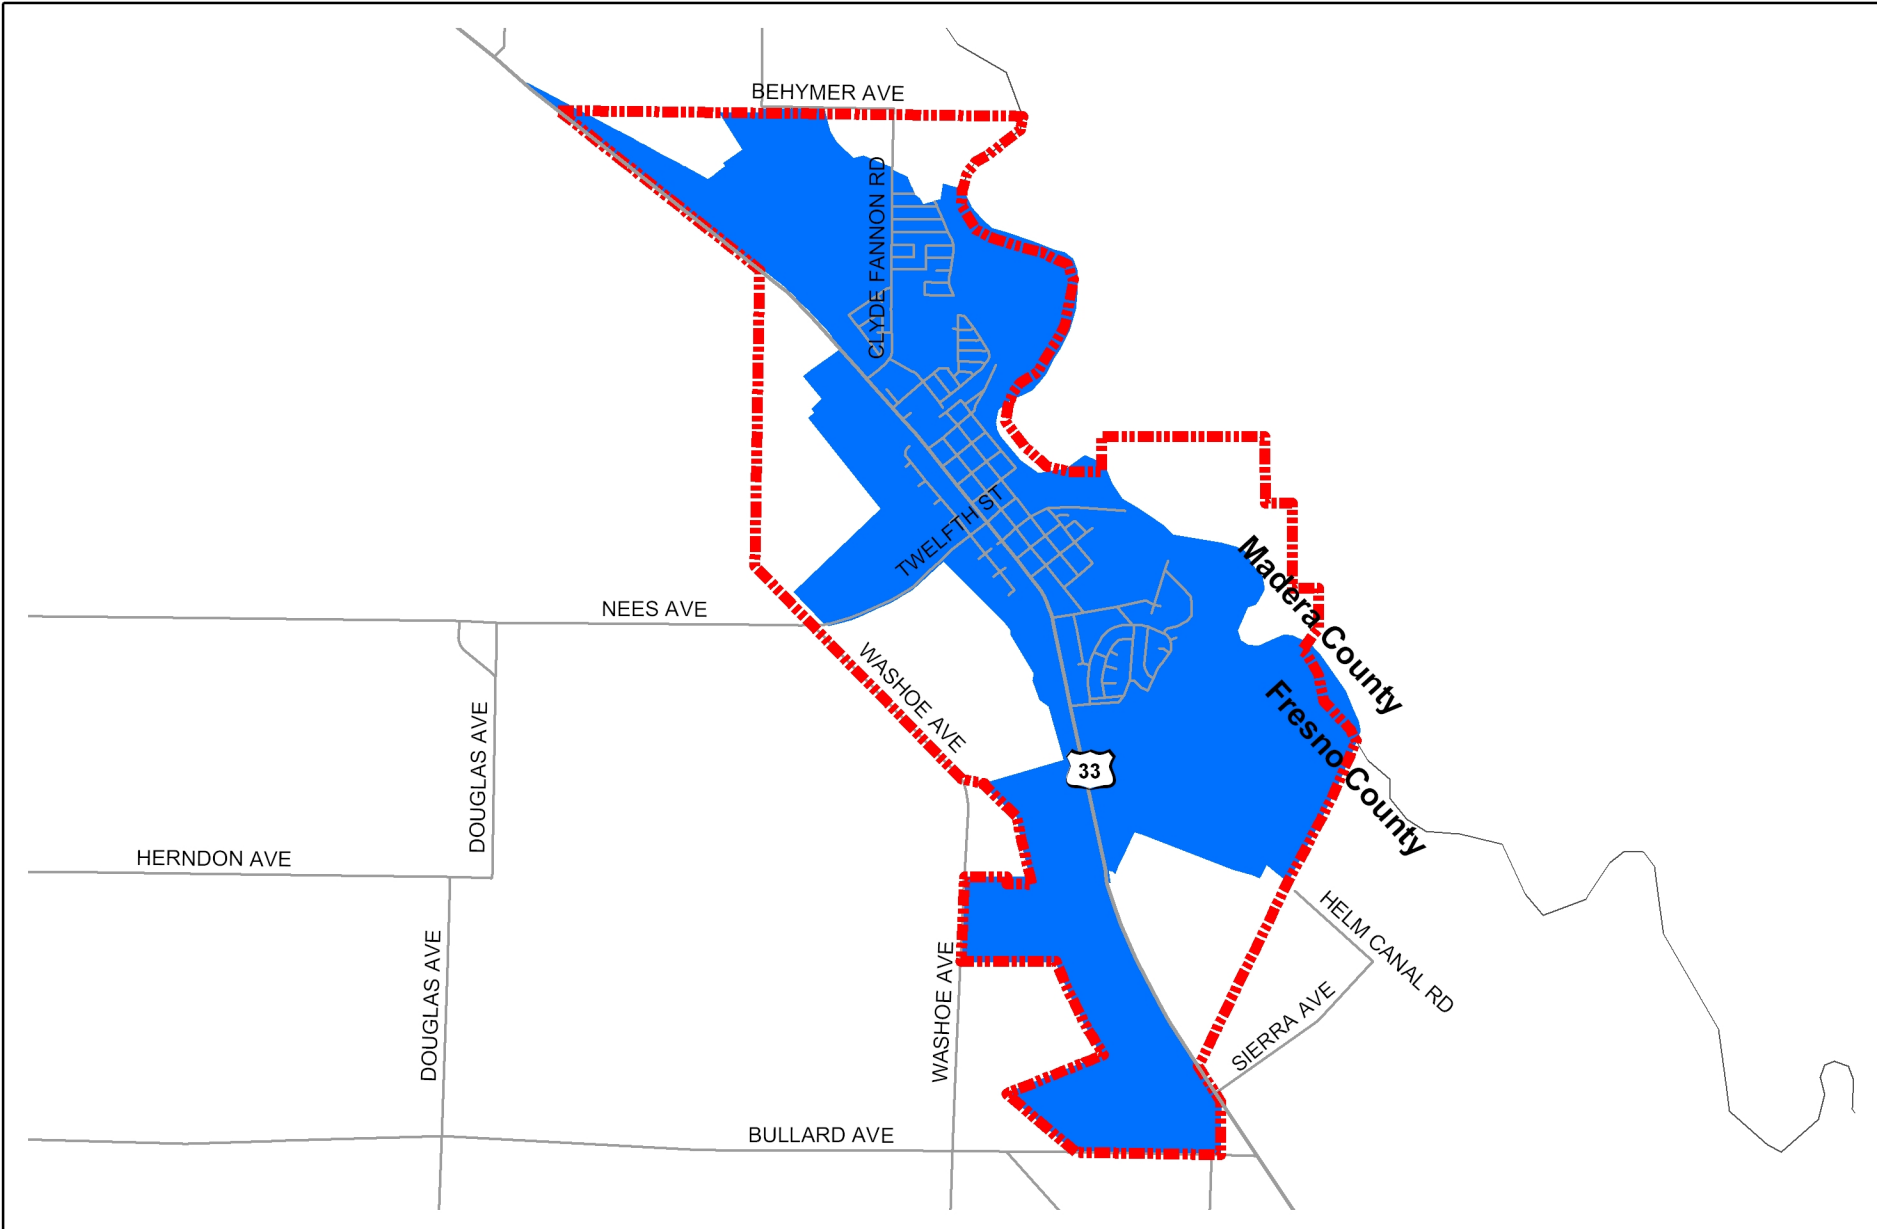 BEHYMER AVE
CLYDE FANNON RD
TWELFTH ST
Madera County
NEES AVE
WASHOE AVE
Fresno County
DOUGLAS AVE
33
HERNDON AVE
HELM CANAL RD
DOUGLAS AVE
WASHOE AVE
SIERRA AVE
BULLARD AVE